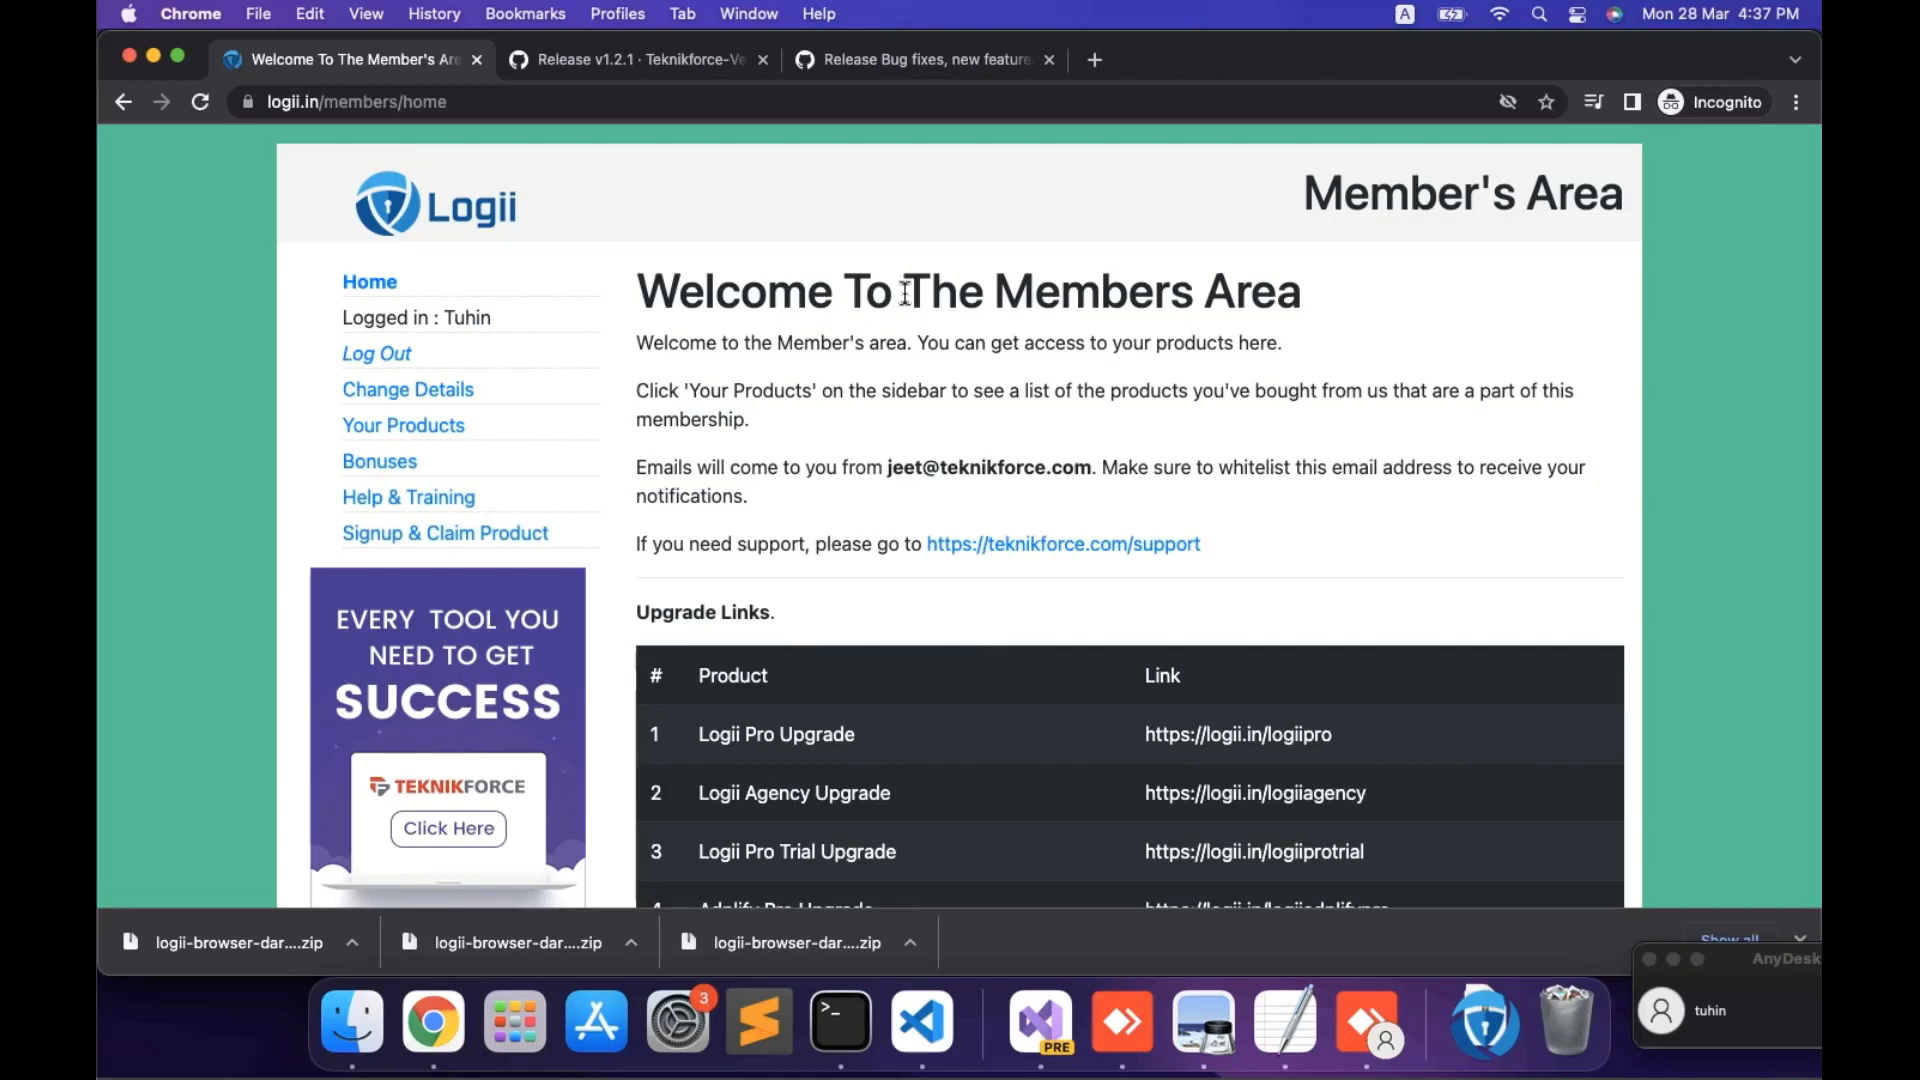 Chrome File Edit View History Bookmarks Profiles Tab Window Help
A Mon 28 Mar 4:37 PM
Welcome To The Member's Are
Release v1.2.1 · Teknikforce-Ve
Release Bug fixes, new feature
logii.in/members/home
Incognito
Logii
Member's Area
Home
Logged in : Tuhin
Log Out
Change Details
Your Products
Bonuses
Help & Training
Signup & Claim Product
EVERY TOOL YOU
NEED TO GET
SUCCESS
TEKNIKFORCE
Click Here
Welcome To The Members Area
Welcome to the Member's area. You can get access to your products here.
Click 'Your Products' on the sidebar to see a list of the products you've bought from us that are a part of this
membership.
Emails will come to you from jeet@teknikforce.com. Make sure to whitelist this email address to receive your
notifications.
If you need support, please go to https://teknikforce.com/support
Upgrade Links.
# Product Link
1 Logii Pro Upgrade https://logii.in/logiipro
2 Logii Agency Upgrade https://logii.in/logiiagency
3 Logii Pro Trial Upgrade https://logii.in/logiiprotrial
logii-browser-dar....zip
logii-browser-dar....zip
logii-browser-dar....zip
Show all
AnyDesk
tuhin
3
PRE